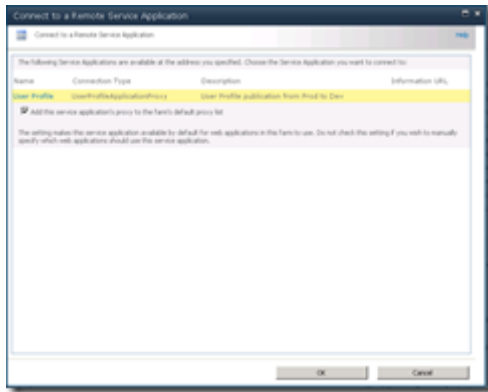 Connect to a Remote Service Application
Connect to a Remote Service Application
Help
The following Service Applications are available at the address you specified. Choose the Service Application you want to connect to:
Name Connection Type Description Information URL
User Profile UserProfileApplicationProxy User Profile publication from Prod to Dev
Add this service application's proxy to the farm's default proxy list
The setting makes this service application available by default for web applications in this farm to use. Do not check this setting if you wish to manually
specify which web applications should use this service application.
OK Cancel